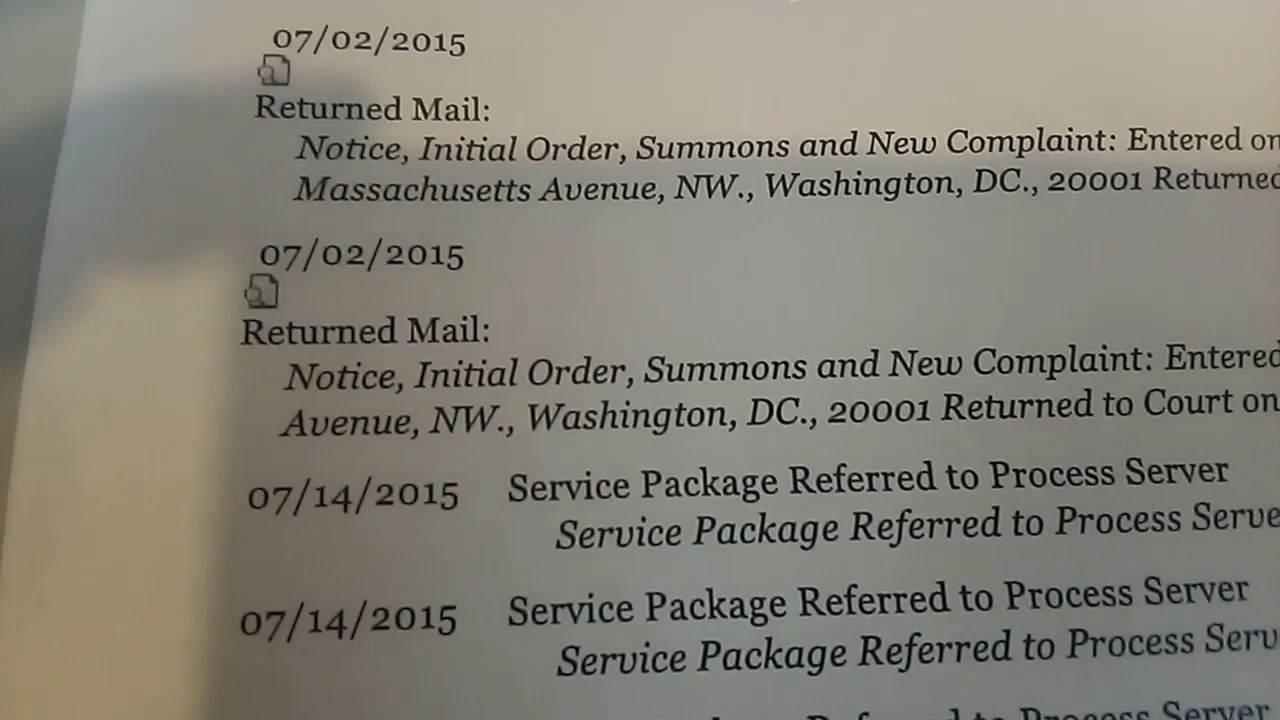 07/02/2015
Returned Mail:
Notice, Initial Order, Summons and New Complaint: Entered on
Massachusetts Avenue, NW., Washington, DC., 20001 Returned
07/02/2015
Returned Mail:
Notice, Initial Order, Summons and New Complaint: Entered
Avenue, NW., Washington, DC., 20001 Returned to Court on
07/14/2015 Service Package Referred to Process Server
Service Package Referred to Process Serve
07/14/2015 Service Package Referred to Process Server
Service Package Referred to Process Serv
to Process Server